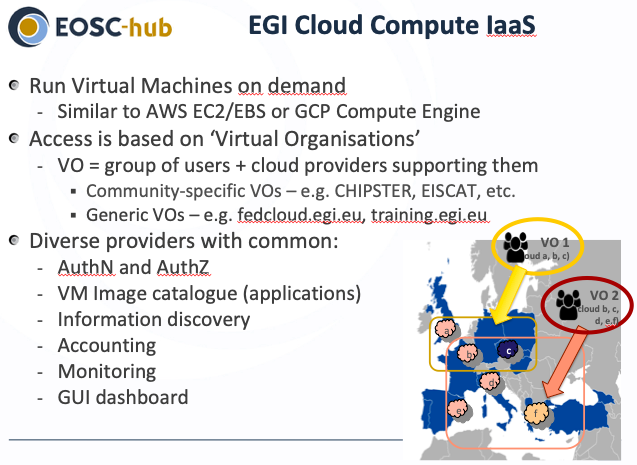 EOSC-hub
EGI Cloud Compute IaaS
Run Virtual Machines on demand
- Similar to AWS EC2/EBS or GCP Compute Engine
Access is based on ‘Virtual Organisations’
- VO = group of users + cloud providers supporting them
▪ Community-specific VOs – e.g. CHIPSTER, EISCAT, etc.
▪ Generic VOs – e.g. fedcloud.egi.eu, training.egi.eu
Diverse providers with common:
- AuthN and AuthZ
- VM Image catalogue (applications)
- Information discovery
- Accounting
- Monitoring
- GUI dashboard
VO 1
oud a, b, c)
VO 2
cloud b, c,
d, e,f)
a
b
c
d
e
f